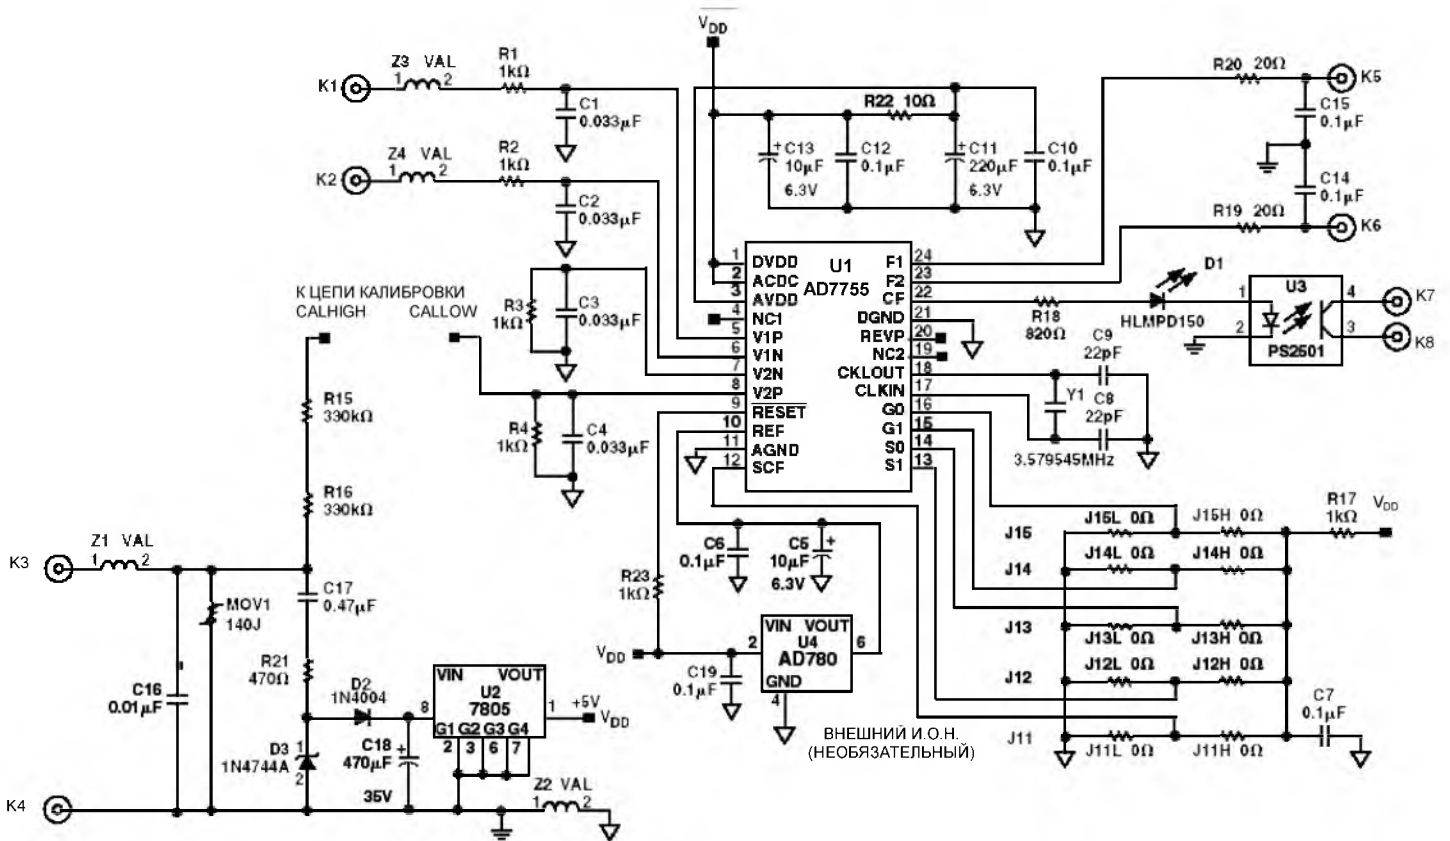 V_DD
K1
Z3 VAL
1 2
R1
1kΩ
C1
0.033µF
K2
Z4 VAL
1 2
R2
1kΩ
C2
0.033µF
R22 10Ω
+ C13
10µF
6.3V
C12
0.1µF
+ C11
220µF
6.3V
C10
0.1µF
R20 20Ω
K5
C15
0.1µF
C14
0.1µF
R19 20Ω
K6
К ЦЕПИ КАЛИБРОВКИ
CALHIGH CALLOW
R3
1kΩ
C3
0.033µF
R4
1kΩ
C4
0.033µF
U1
AD7755
1 DVDD
2 ACDC
3 AVDD
4 NC1
5 V1P
6 V1N
7 V2N
8 V2P
9 RESET
10 REF
11 AGND
12 SCF
F1 24
F2 23
CF 22
DGND 21
REVP 20
NC2 19
CKLOUT 18
CLKIN 17
G0 16
G1 15
S0 14
S1 13
D1
HLMPD150
R18
820Ω
1 U3 4
2 3
PS2501
K7
K8
C9
22pF
Y1
C8
22pF
3.579545MHz
R15
330kΩ
R16
330kΩ
K3
Z1 VAL
1 2
C17
0.47µF
MOV1
140J
R21
470Ω
C16
0.01µF
D2
1N4004
D3 1
1N4744A
2
C18 +
470µF
35V
VIN VOUT
U2
7805
8 1
G1 G2 G3 G4
2 3 6 7
+5V
V_DD
Z2 VAL
1 2
K4
R23
1kΩ
V_DD
C6
0.1µF
C5 +
10µF
6.3V
C19
0.1µF
VIN VOUT
2 U4 6
AD780
GND
4
ВНЕШНИЙ И.О.Н.
(НЕОБЯЗАТЕЛЬНЫЙ)
J15 J15L 0Ω J15H 0Ω
R17
1kΩ
V_DD
J14 J14L 0Ω J14H 0Ω
J13 J13L 0Ω J13H 0Ω
J12 J12L 0Ω J12H 0Ω
J11 J11L 0Ω J11H 0Ω
C7
0.1µF